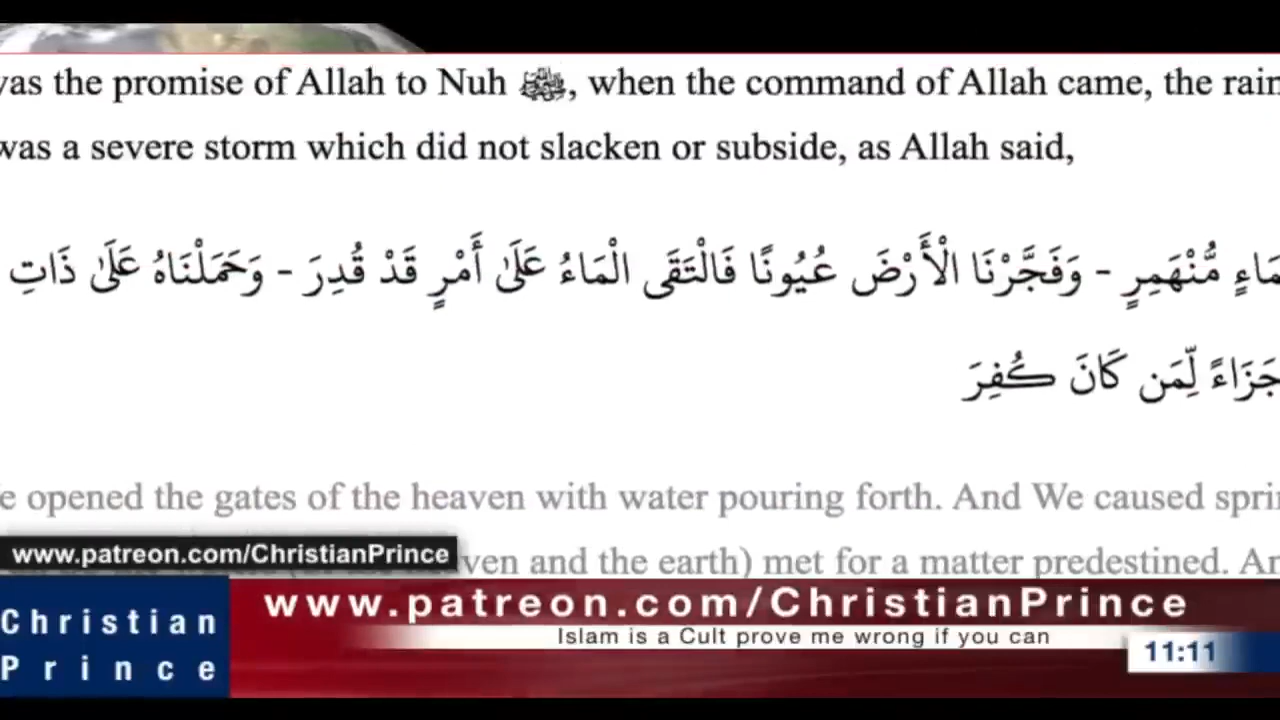 was the promise of Allah to Nuh ﷺ, when the command of Allah came, the rain
was a severe storm which did not slacken or subside, as Allah said,
مَاءٍ مُّنْهَمِرٍ - وَفَجَّرْنَا الْأَرْضَ عُيُونًا فَالْتَقَى الْمَاءُ عَلَىٰ أَمْرٍ قَدْ قُدِرَ - وَحَمَلْنَاهُ عَلَىٰ ذَاتِ
جَزَاءً لِّمَن كَانَ كُفِرَ
e opened the gates of the heaven with water pouring forth. And We caused spri
ven and the earth) met for a matter predestined. An
www.patreon.com/ChristianPrince
www.patreon.com/ChristianPrince
Islam is a Cult prove me wrong if you can
Christian
Prince
11:11